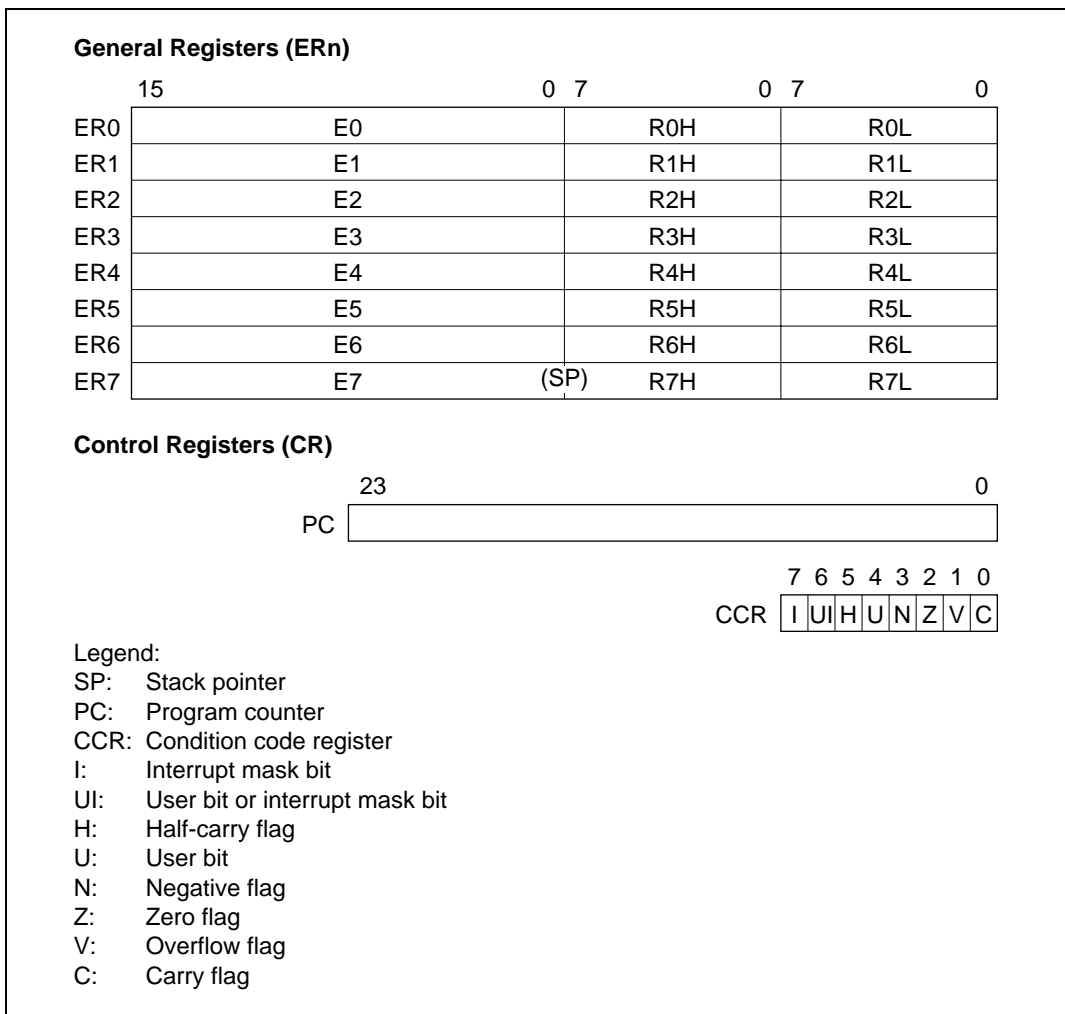 General Registers (ERn)
15 0 7 0 7 0
ER0 E0 R0H R0L
ER1 E1 R1H R1L
ER2 E2 R2H R2L
ER3 E3 R3H R3L
ER4 E4 R4H R4L
ER5 E5 R5H R5L
ER6 E6 R6H R6L
ER7 E7 (SP) R7H R7L
Control Registers (CR)
23 0
PC
7 6 5 4 3 2 1 0
CCR I UI H U N Z V C
Legend:
SP: Stack pointer
PC: Program counter
CCR: Condition code register
I: Interrupt mask bit
UI: User bit or interrupt mask bit
H: Half-carry flag
U: User bit
N: Negative flag
Z: Zero flag
V: Overflow flag
C: Carry flag